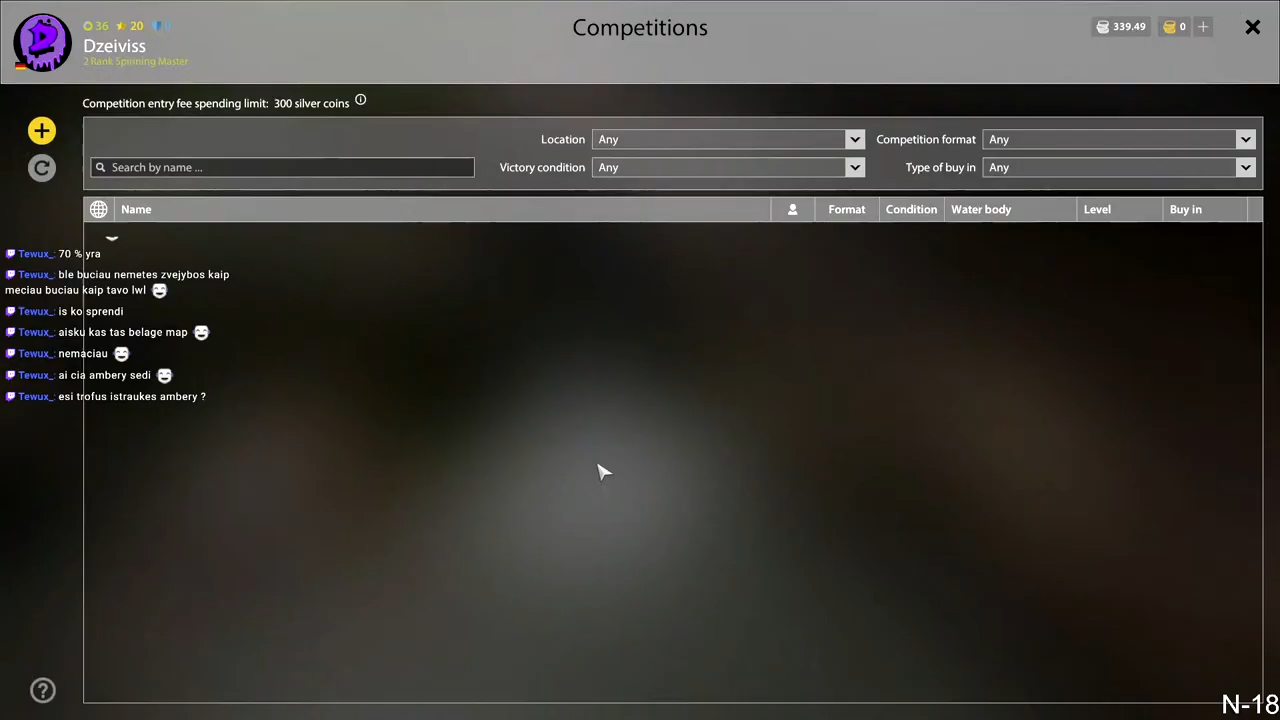 36 20
Competitions
339.49 0
Dzeiviss
2 Rank Spinning Master
Competition entry fee spending limit: 300 silver coins
Location Any Competition format Any
Search by name ... Victory condition Any Type of buy in Any
Name Format Condition Water body Level Buy in
Tewux_: 70 % yra
Tewux_: ble buciau nemetes zvejybos kaip
meciau buciau kaip tavo lwl
Tewux_: is ko sprendi
Tewux_: aisku kas tas belage map
Tewux_: nemaciau
Tewux_: ai cia ambery sedi
Tewux_: esi trofus istraukes ambery ?
N-18